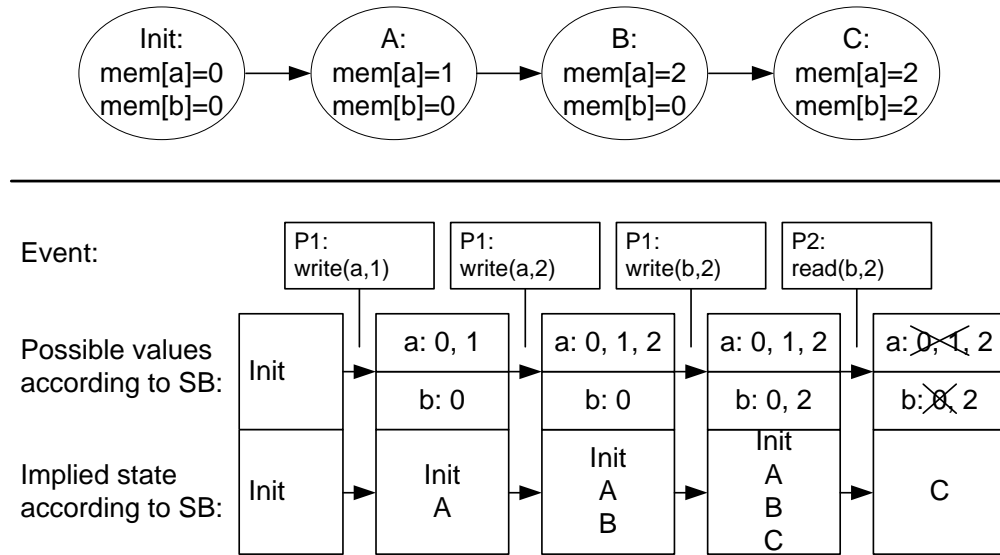 Init:
mem[a]=0
mem[b]=0
A:
mem[a]=1
mem[b]=0
B:
mem[a]=2
mem[b]=0
C:
mem[a]=2
mem[b]=2
Event:
P1:
write(a,1)
P1:
write(a,2)
P1:
write(b,2)
P2:
read(b,2)
Possible values
according to SB:
Init
a: 0, 1
b: 0
a: 0, 1, 2
b: 0
a: 0, 1, 2
b: 0, 2
a: 0, 1, 2
b: 0, 2
Implied state
according to SB:
Init
Init
A
Init
A
B
Init
A
B
C
C